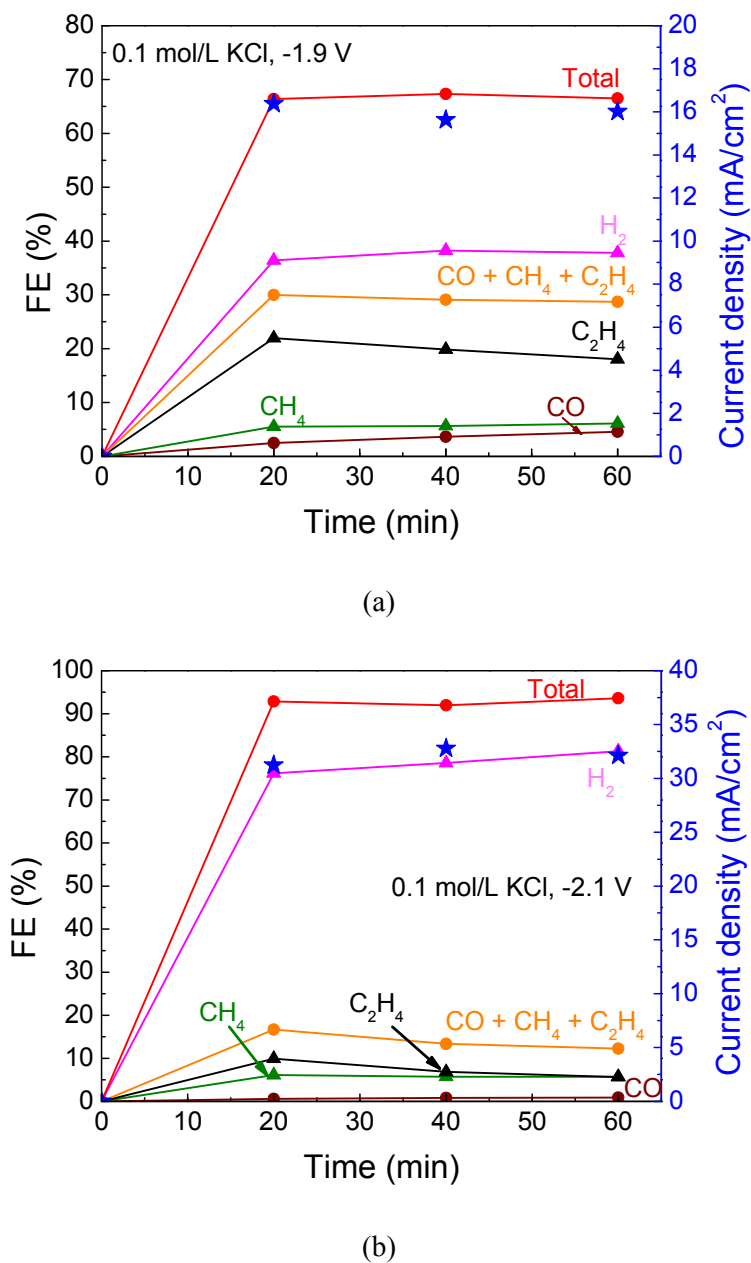 0.1 mol/L KCl, -1.9 V
Total
H₂
CO + CH₄ + C₂H₄
C₂H₄
CH₄
CO
FE (%)
80
70
60
50
40
30
20
10
0
Current density (mA/cm²)
20
18
16
14
12
10
8
6
4
2
0
0 10 20 30 40 50 60
Time (min)
(a)
Total
H₂
0.1 mol/L KCl, -2.1 V
CH₄
C₂H₄
CO + CH₄ + C₂H₄
CO
FE (%)
100
90
80
70
60
50
40
30
20
10
0
Current density (mA/cm²)
40
35
30
25
20
15
10
5
0
0 10 20 30 40 50 60
Time (min)
(b)